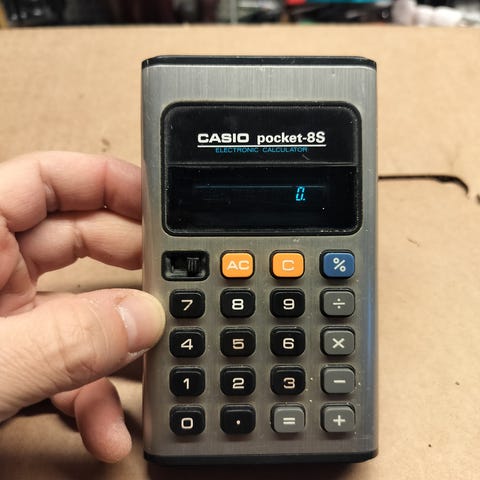 CASIO pocket-8S
ELECTRONIC CALCULATOR
0.
AC C %
7 8 9 ÷
4 5 6 ×
1 2 3 −
0 · = +